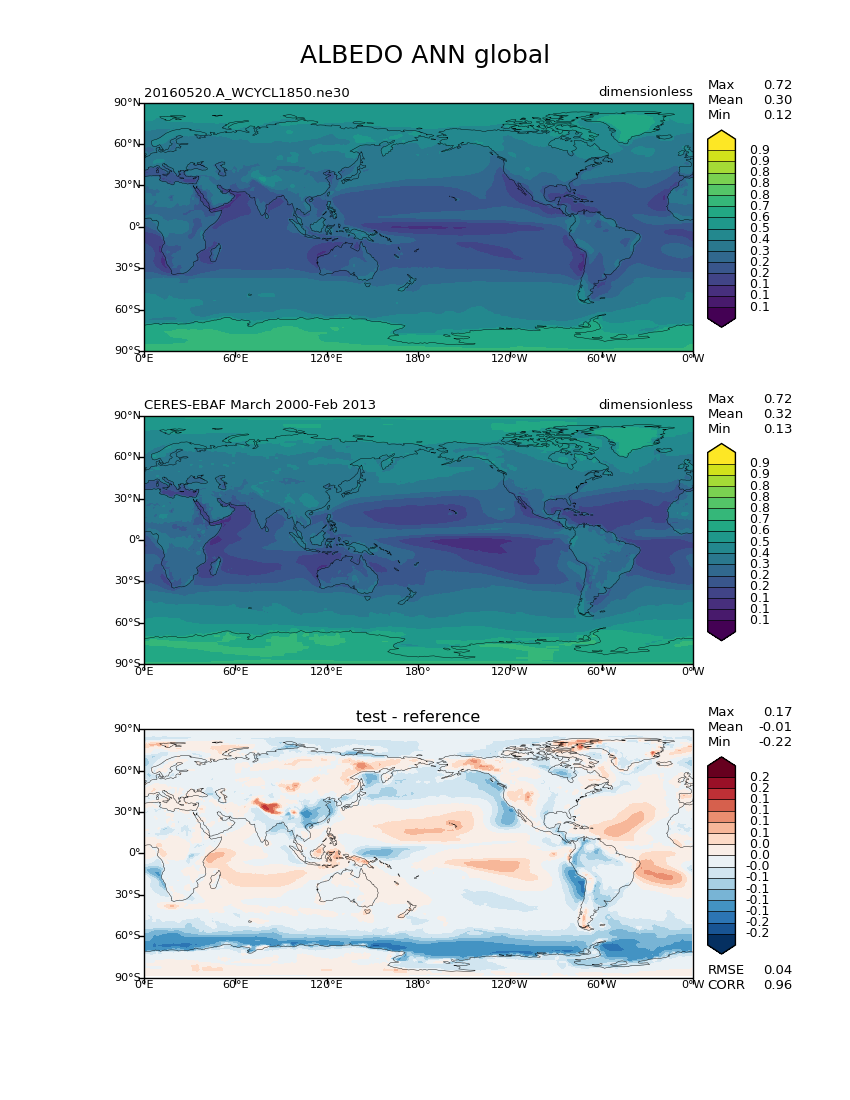 ALBEDO ANN global
20160520.A_WCYCL1850.ne30 dimensionless
Max 0.72
Mean 0.30
Min 0.12
90°N
60°N
30°N
0°
30°S
60°S
90°S
0°E 60°E 120°E 180° 120°W 60°W 0°W
0.9
0.9
0.8
0.8
0.8
0.7
0.6
0.5
0.4
0.3
0.2
0.2
0.1
0.1
0.1
CERES-EBAF March 2000-Feb 2013 dimensionless
Max 0.72
Mean 0.32
Min 0.13
90°N
60°N
30°N
0°
30°S
60°S
90°S
0°E 60°E 120°E 180° 120°W 60°W 0°W
0.9
0.9
0.8
0.8
0.8
0.7
0.6
0.5
0.4
0.3
0.2
0.2
0.1
0.1
0.1
test - reference
Max 0.17
Mean -0.01
Min -0.22
90°N
60°N
30°N
0°
30°S
60°S
90°S
0°E 60°E 120°E 180° 120°W 60°W 0°W
0.2
0.2
0.1
0.1
0.1
0.1
0.0
0.0
-0.0
-0.1
-0.1
-0.1
-0.1
-0.2
-0.2
RMSE 0.04
CORR 0.96